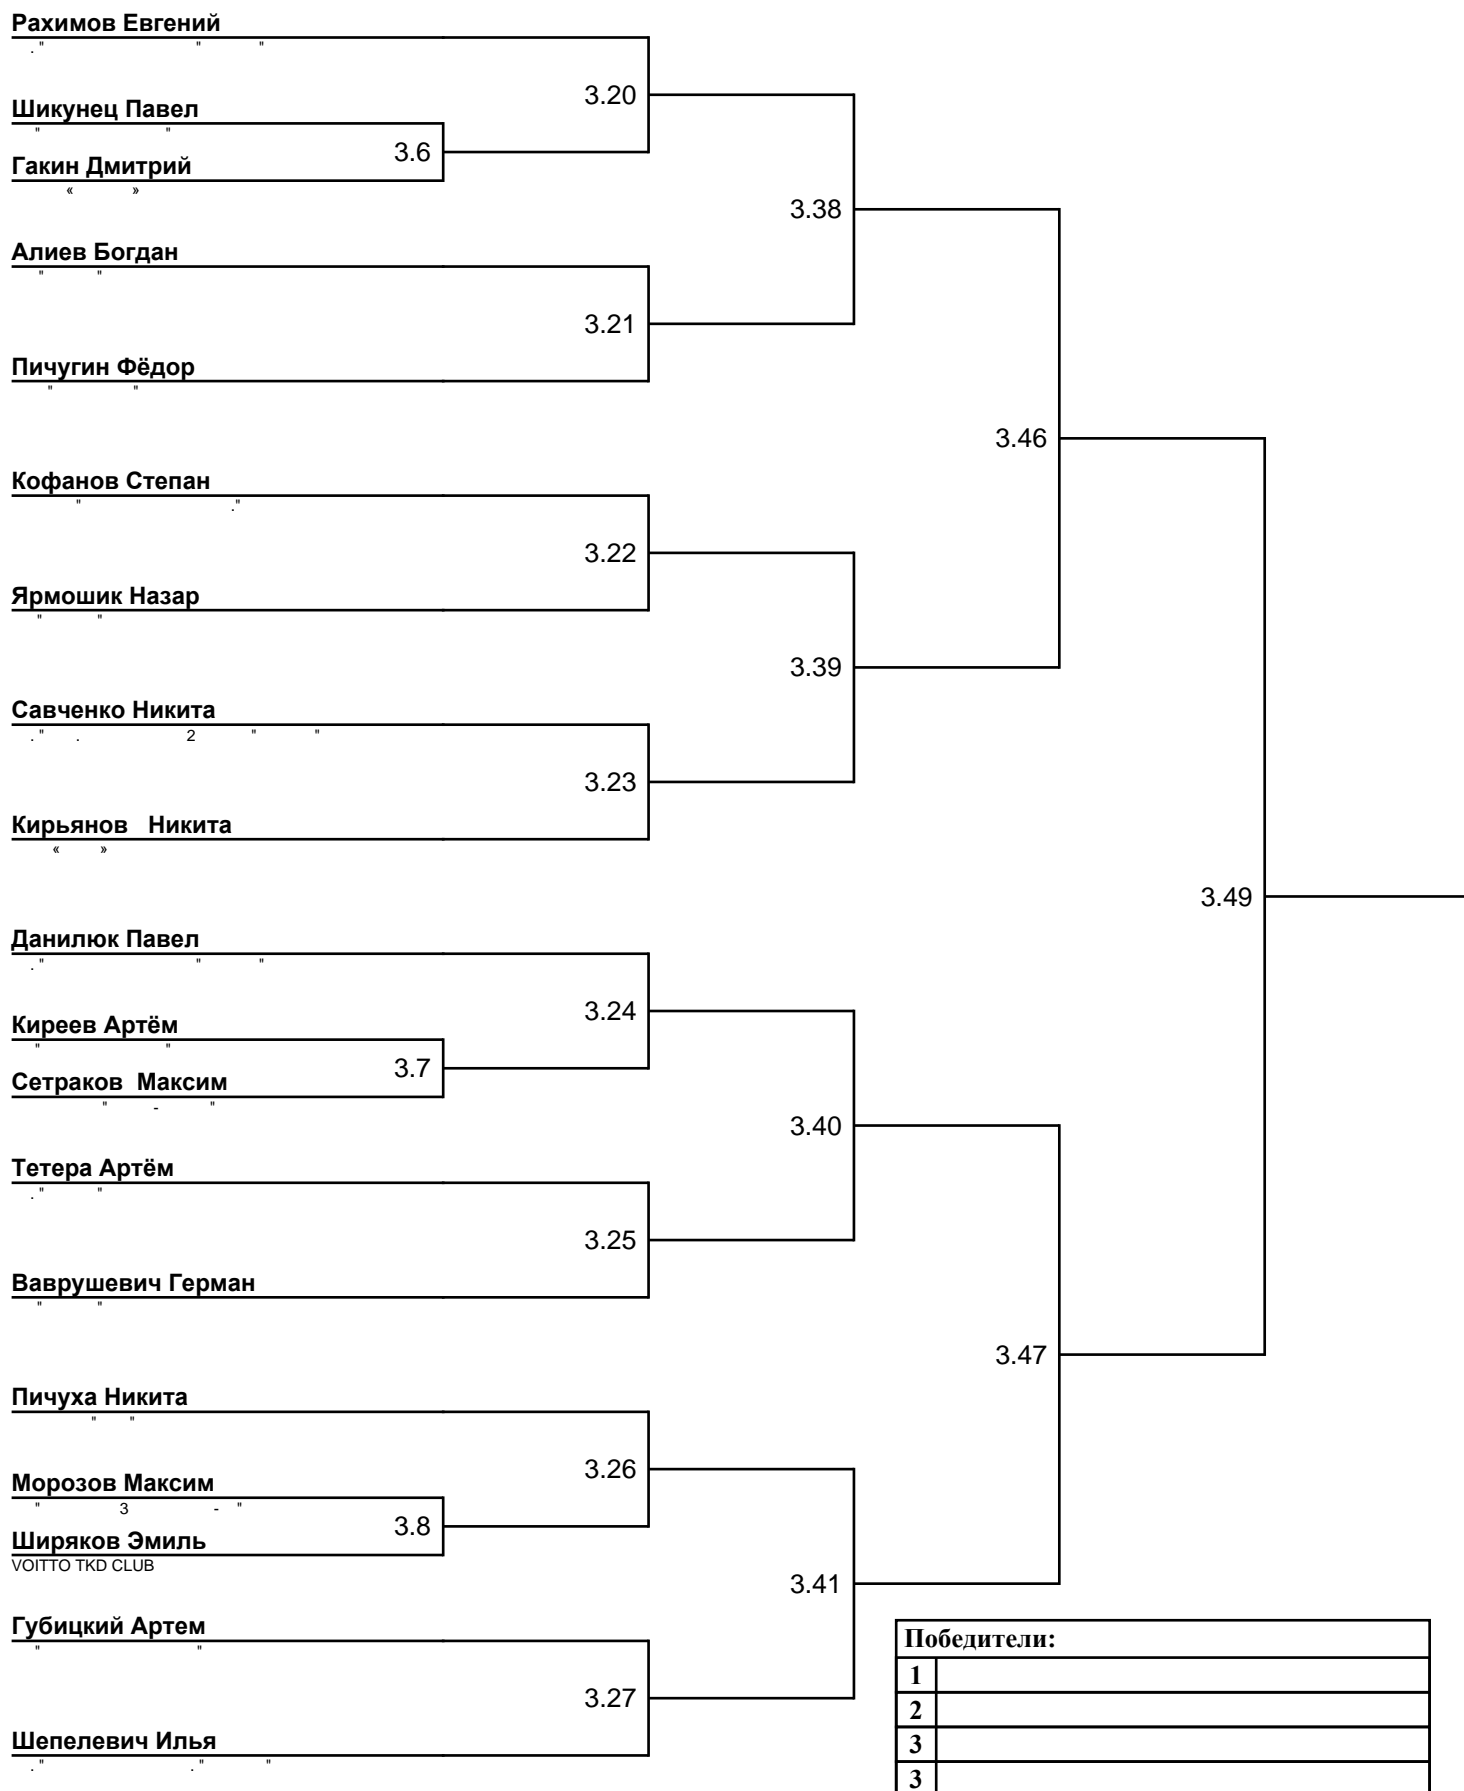 Рахимов Евгений
. " " "
3.20
Шикунец Павел
" "
3.6
Гакин Дмитрий
« »
3.38
Алиев Богдан
" "
3.21
Пичугин Фёдор
" "
3.46
Кофанов Степан
" ."
3.22
Ярмошик Назар
" "
3.39
Савченко Никита
. " . 2 " "
3.23
Кирьянов Никита
« »
3.49
Данилюк Павел
. " " "
3.24
Киреев Артём
" "
3.7
Сетраков Максим
" - "
3.40
Тетера Артём
. " "
3.25
Ваврушевич Герман
" "
3.47
Пичуха Никита
" "
3.26
Морозов Максим
" 3 - "
3.8
Ширяков Эмиль
VOITTO TKD CLUB
3.41
Губицкий Артем
" "
3.27
Шепелевич Илья
. " . " "
Победители:
1
2
3
3